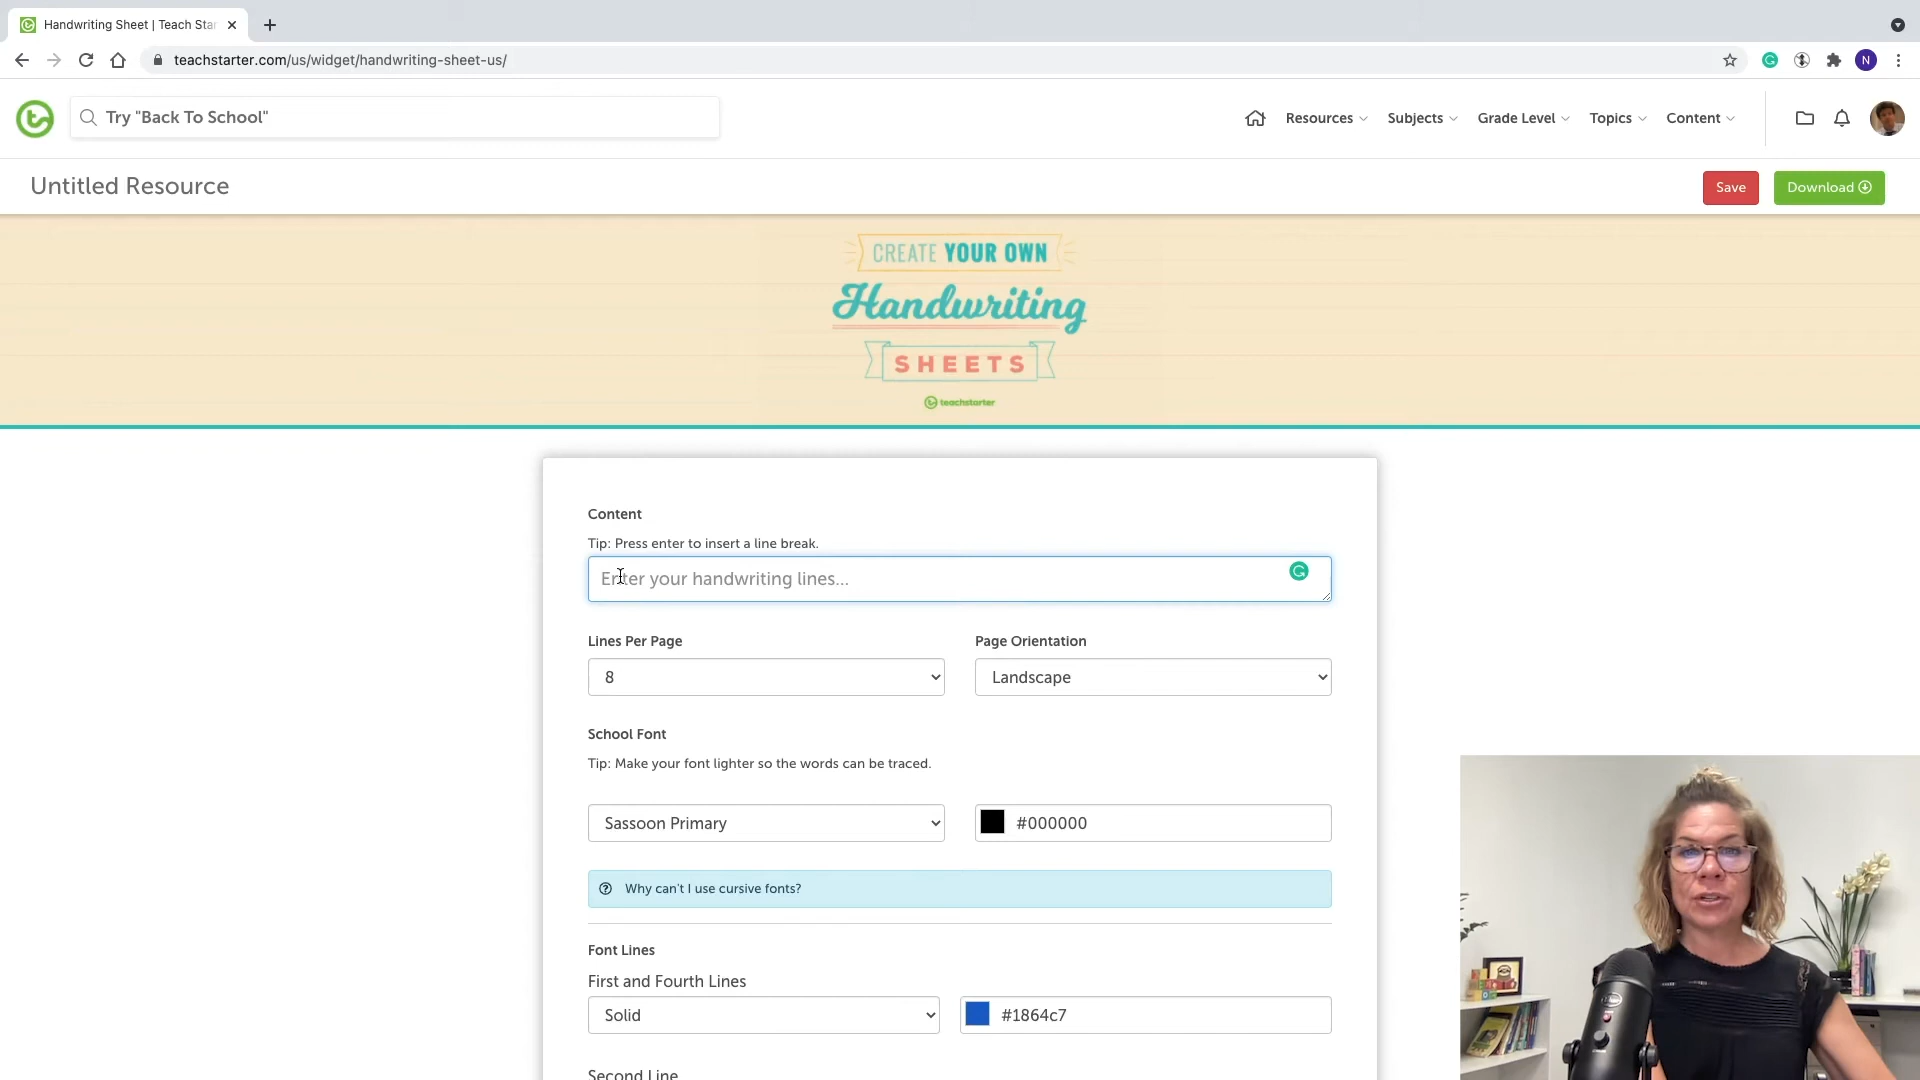 Handwriting Sheet | Teach Star
teachstarter.com/us/widget/handwriting-sheet-us/
N
Try "Back To School"
Resources
Subjects
Grade Level
Topics
Content
Untitled Resource
Save
Download
CREATE YOUR OWN
Handwriting
SHEETS
teachstarter
Content
Tip: Press enter to insert a line break.
Enter your handwriting lines...
Lines Per Page
Page Orientation
8
Landscape
School Font
Tip: Make your font lighter so the words can be traced.
Sassoon Primary
#000000
Why can't I use cursive fonts?
Font Lines
First and Fourth Lines
Solid
#1864c7
Second Line